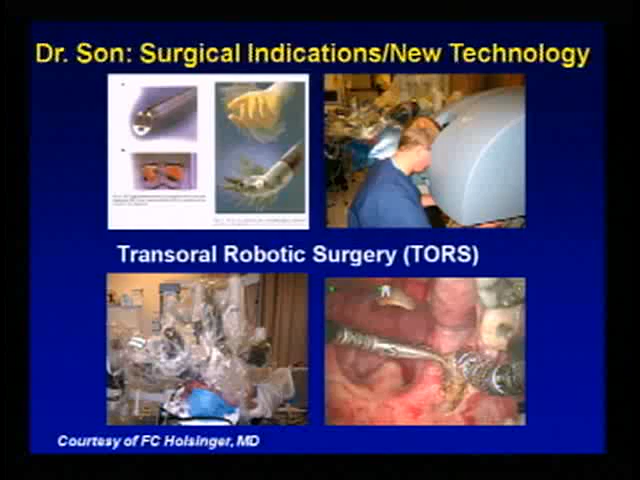 Dr. Son: Surgical Indications/New Technology
Transoral Robotic Surgery (TORS)
Courtesy of FC Holsinger, MD